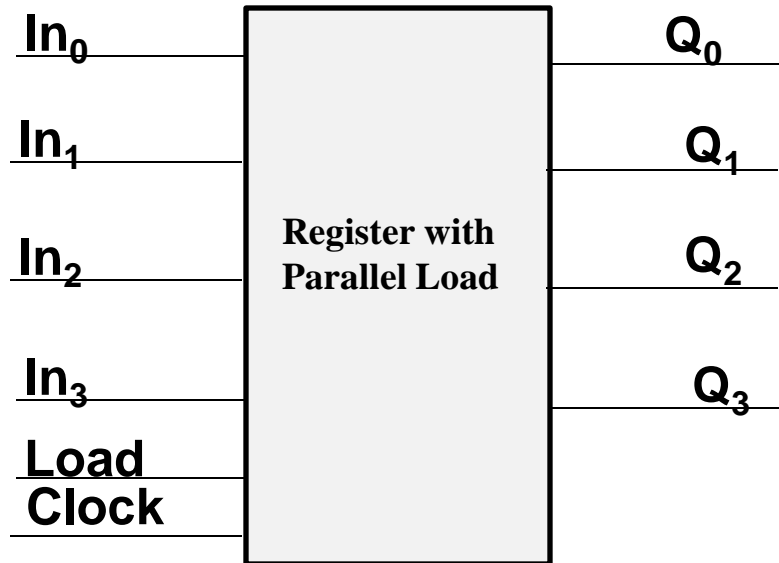 In0
In1
In2
In3
Load
Clock
Register with
Parallel Load
Q0
Q1
Q2
Q3